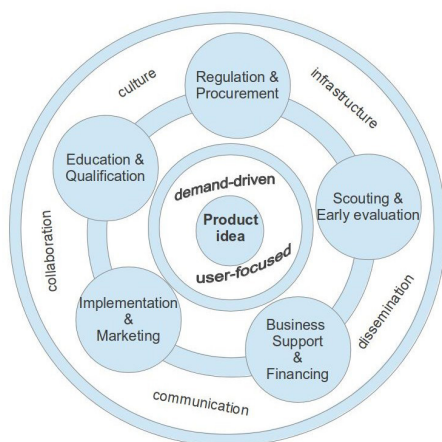 culture
Regulation &
Procurement
infrastructure
Education &
Qualification
demand-driven
Product
idea
user-focused
Scouting &
Early evaluation
collaboration
Implementation
&
Marketing
Business
Support
&
Financing
dissemination
communication